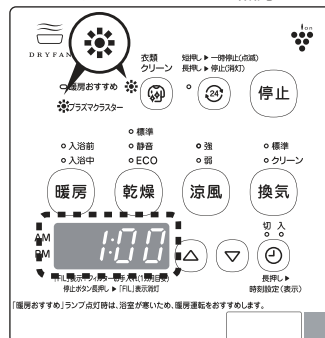 ion
DRYFAN
衣類
クリーン
短押し▶一時停止(点滅)
長押し▶停止(消灯)
暖房おすすめ
プラズマクラスター
24
停止
標準
入浴前
静音
強
標準
入浴中
ECO
弱
クリーン
暖房
乾燥
涼風
換気
AM
PM
1:00
切 入
長押し▶
時刻設定(表示)
停止ボタン長押し▶「FIL」表示消灯
「暖房おすすめ」ランプ点灯時は、浴室が寒いため、暖房運転をおすすめします。